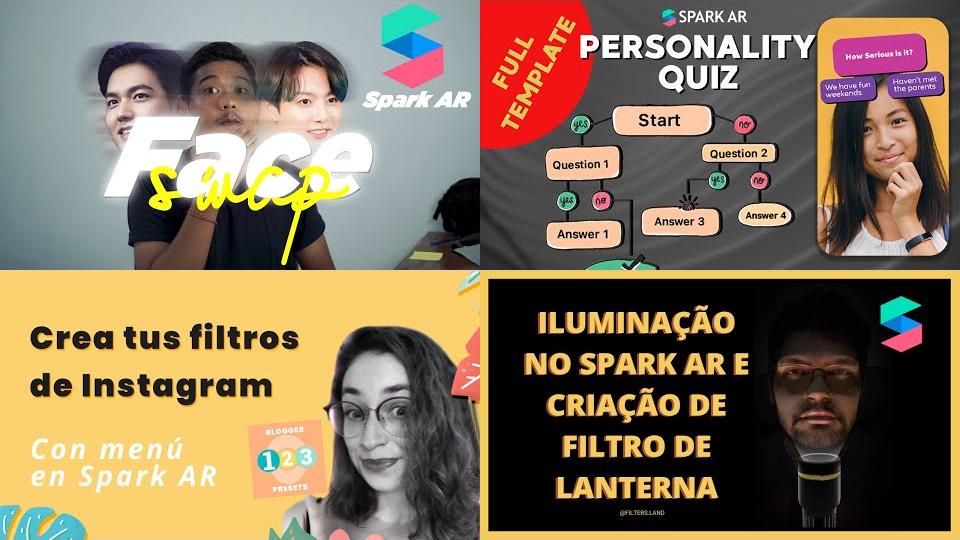 Spark AR
Face
swap
FULL
TEMPLATE
SPARK AR
PERSONALITY
QUIZ
Start
yes
no
Question 1
Question 2
yes
no
yes
no
Answer 1
Answer 3
Answer 4
How Serious is it?
We have fun
weekends
Haven't met
the parents
Crea tus filtros
de Instagram
Con menú
en Spark AR
BLOGGER
123
PRESETS
ILUMINAÇÃO
NO SPARK AR E
CRIAÇÃO DE
FILTRO DE
LANTERNA
@FILTERS.LAND